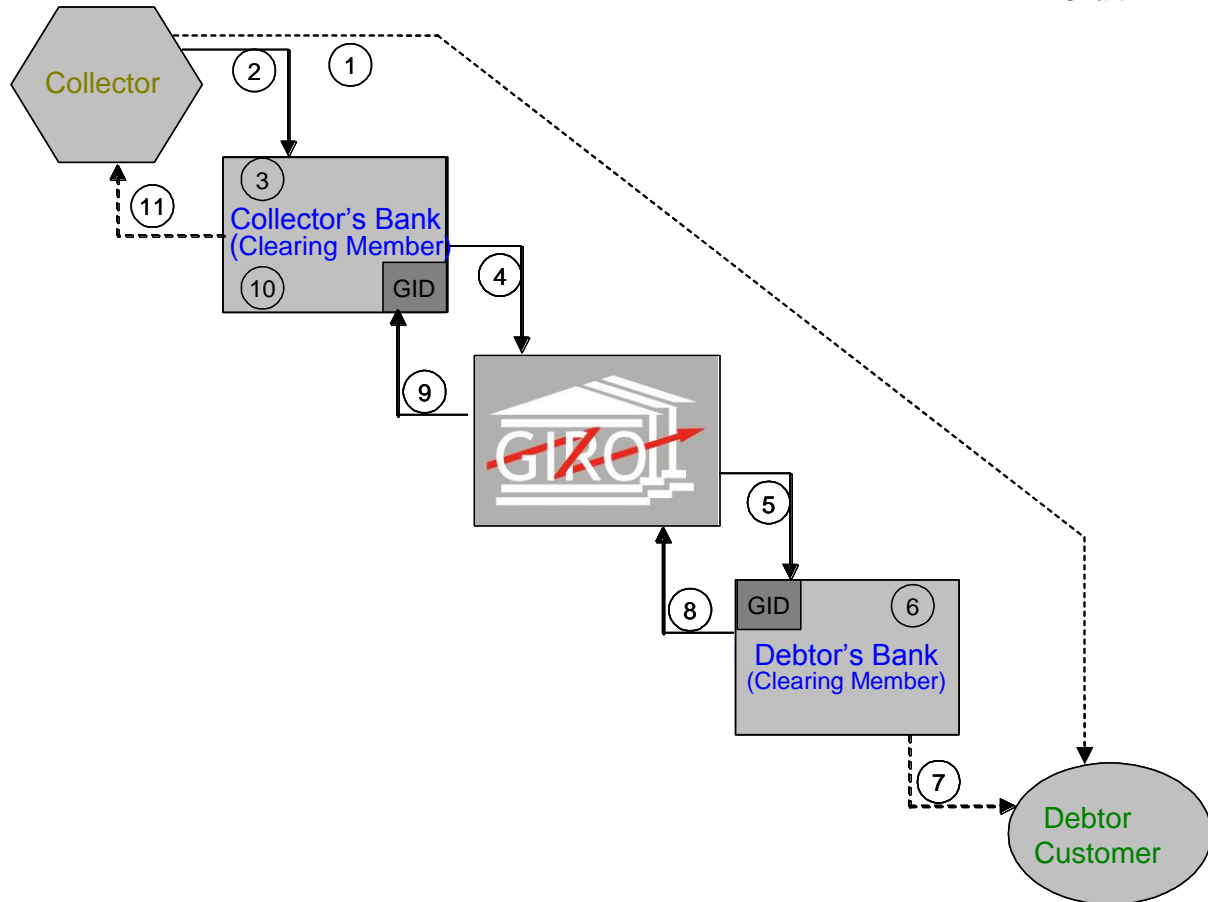 Collector
2
1
3
Collector's Bank
(Clearing Member)
11
10
GID
4
9
GIRO
5
GID
6
8
Debtor's Bank
(Clearing Member)
7
Debtor
Customer